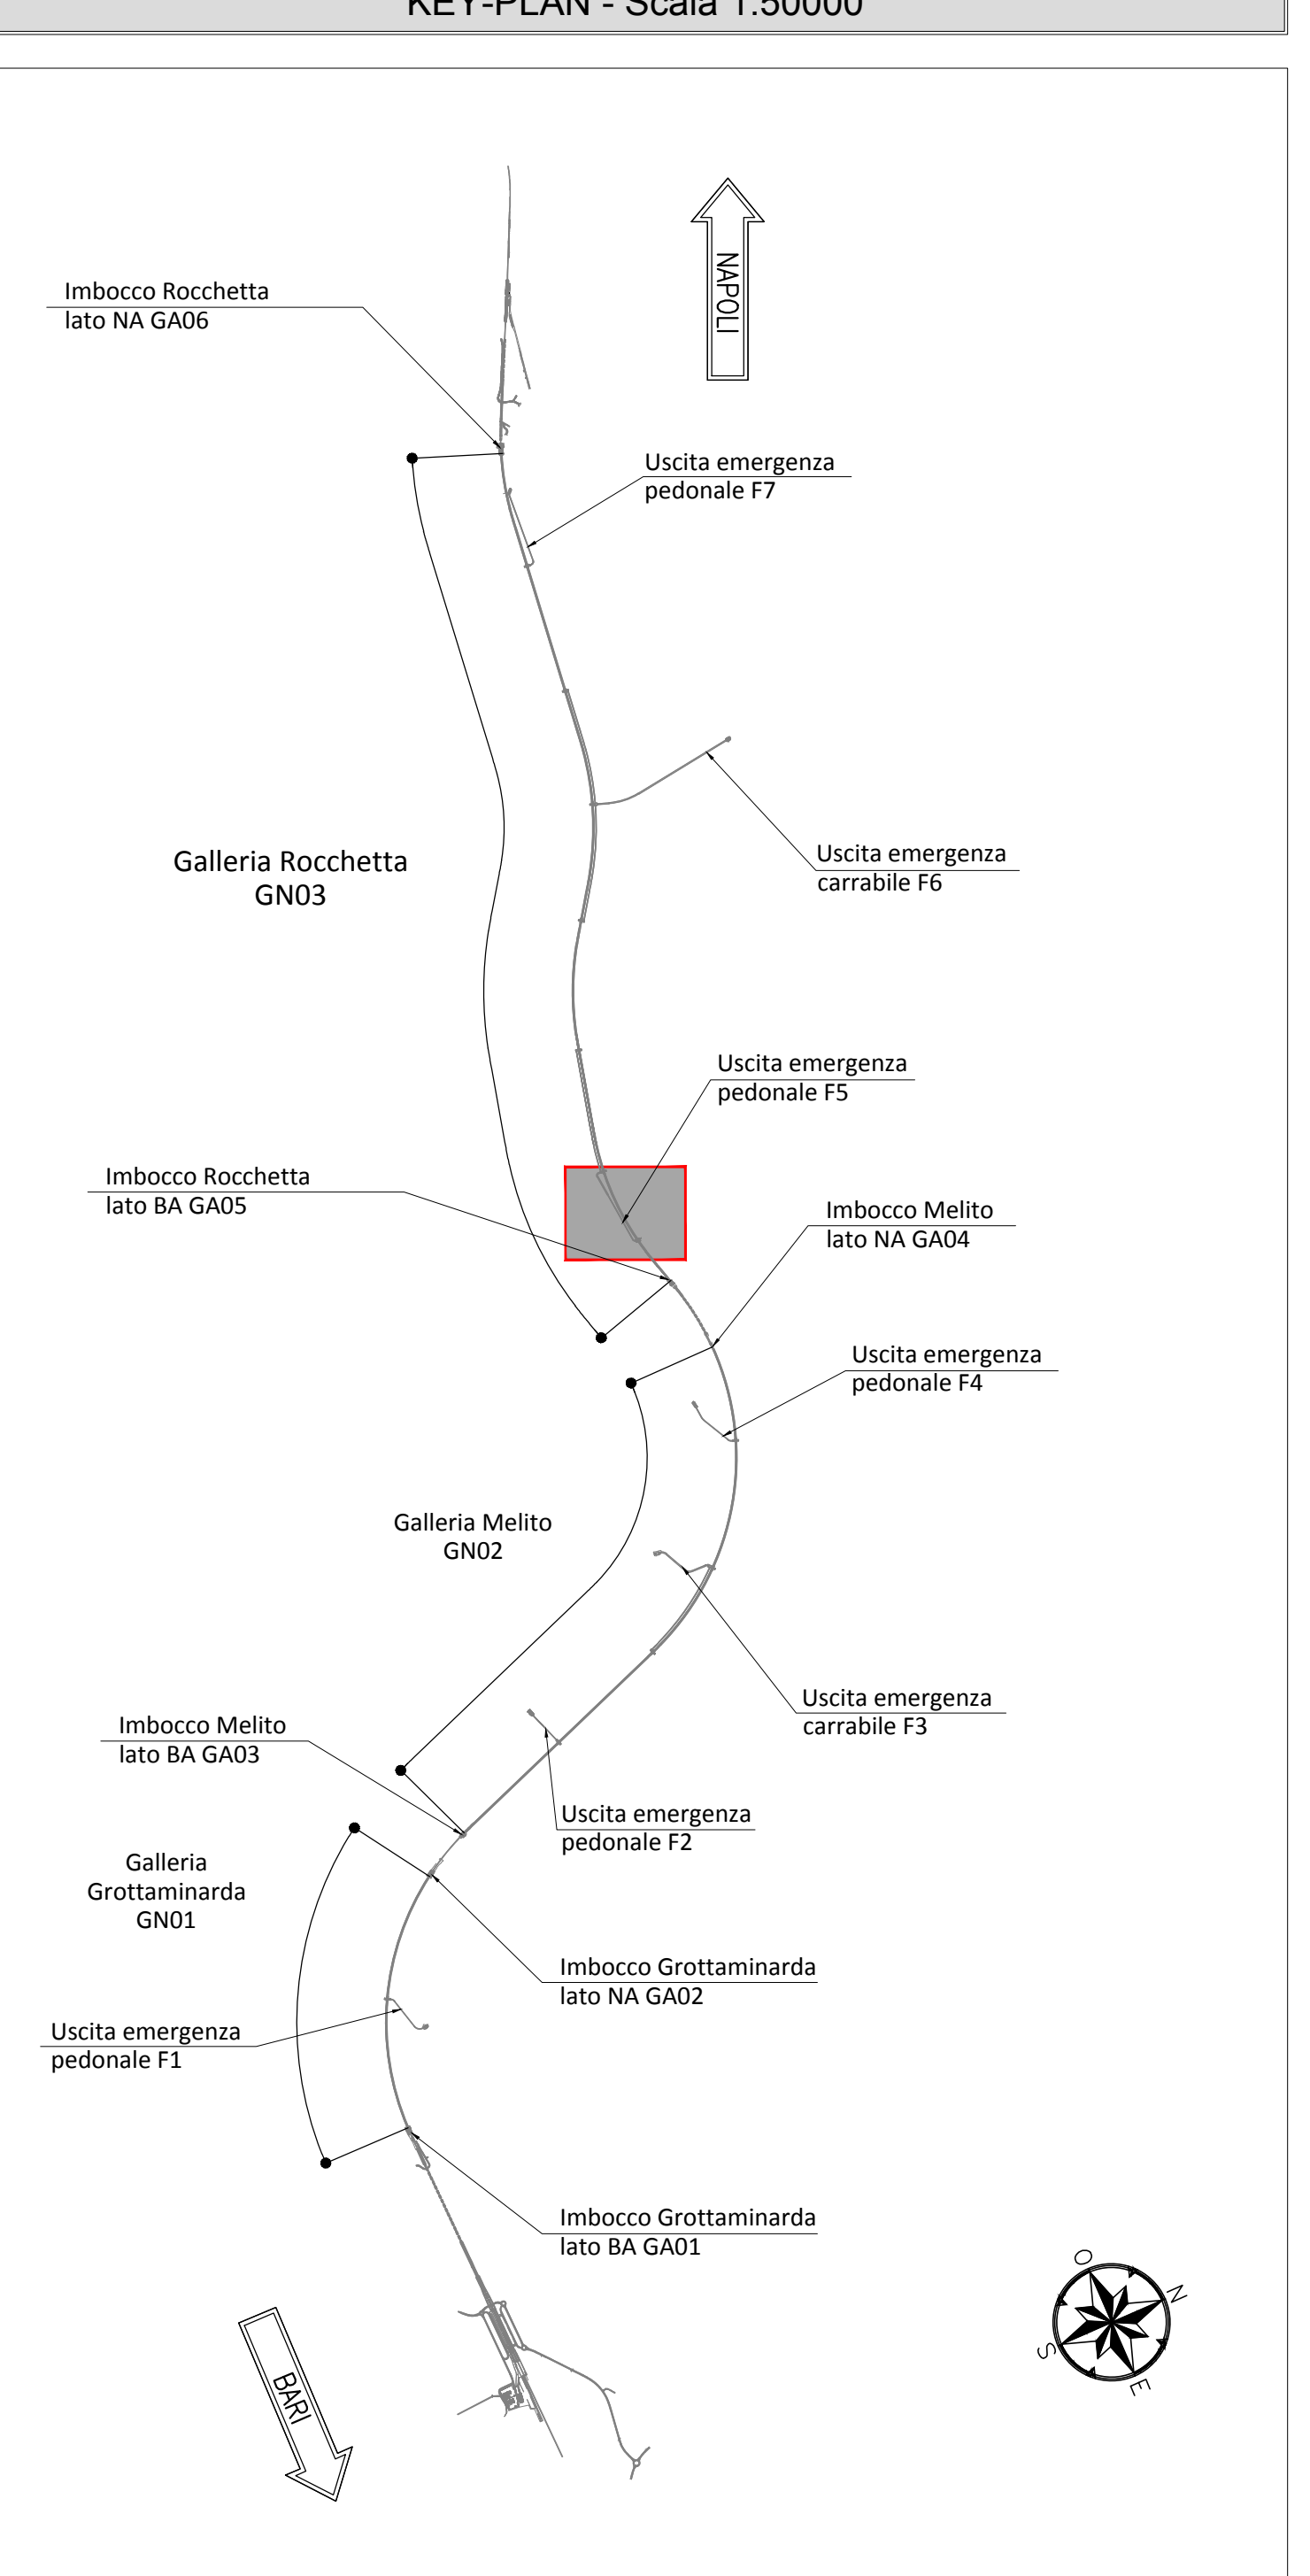 KEY-PLAN - Scala 1:50000
NAPOLI
Imbocco Rocchetta
lato NA GA06
Uscita emergenza
pedonale F7
Uscita emergenza
carrabile F6
Galleria Rocchetta
GN03
Uscita emergenza
pedonale F5
Imbocco Rocchetta
lato BA GA05
Imbocco Melito
lato NA GA04
Uscita emergenza
pedonale F4
Galleria Melito
GN02
Uscita emergenza
carrabile F3
Imbocco Melito
lato BA GA03
Uscita emergenza
pedonale F2
Galleria
Grottaminarda
GN01
Imbocco Grottaminarda
lato NA GA02
Uscita emergenza
pedonale F1
Imbocco Grottaminarda
lato BA GA01
O
N
S
E
BARI